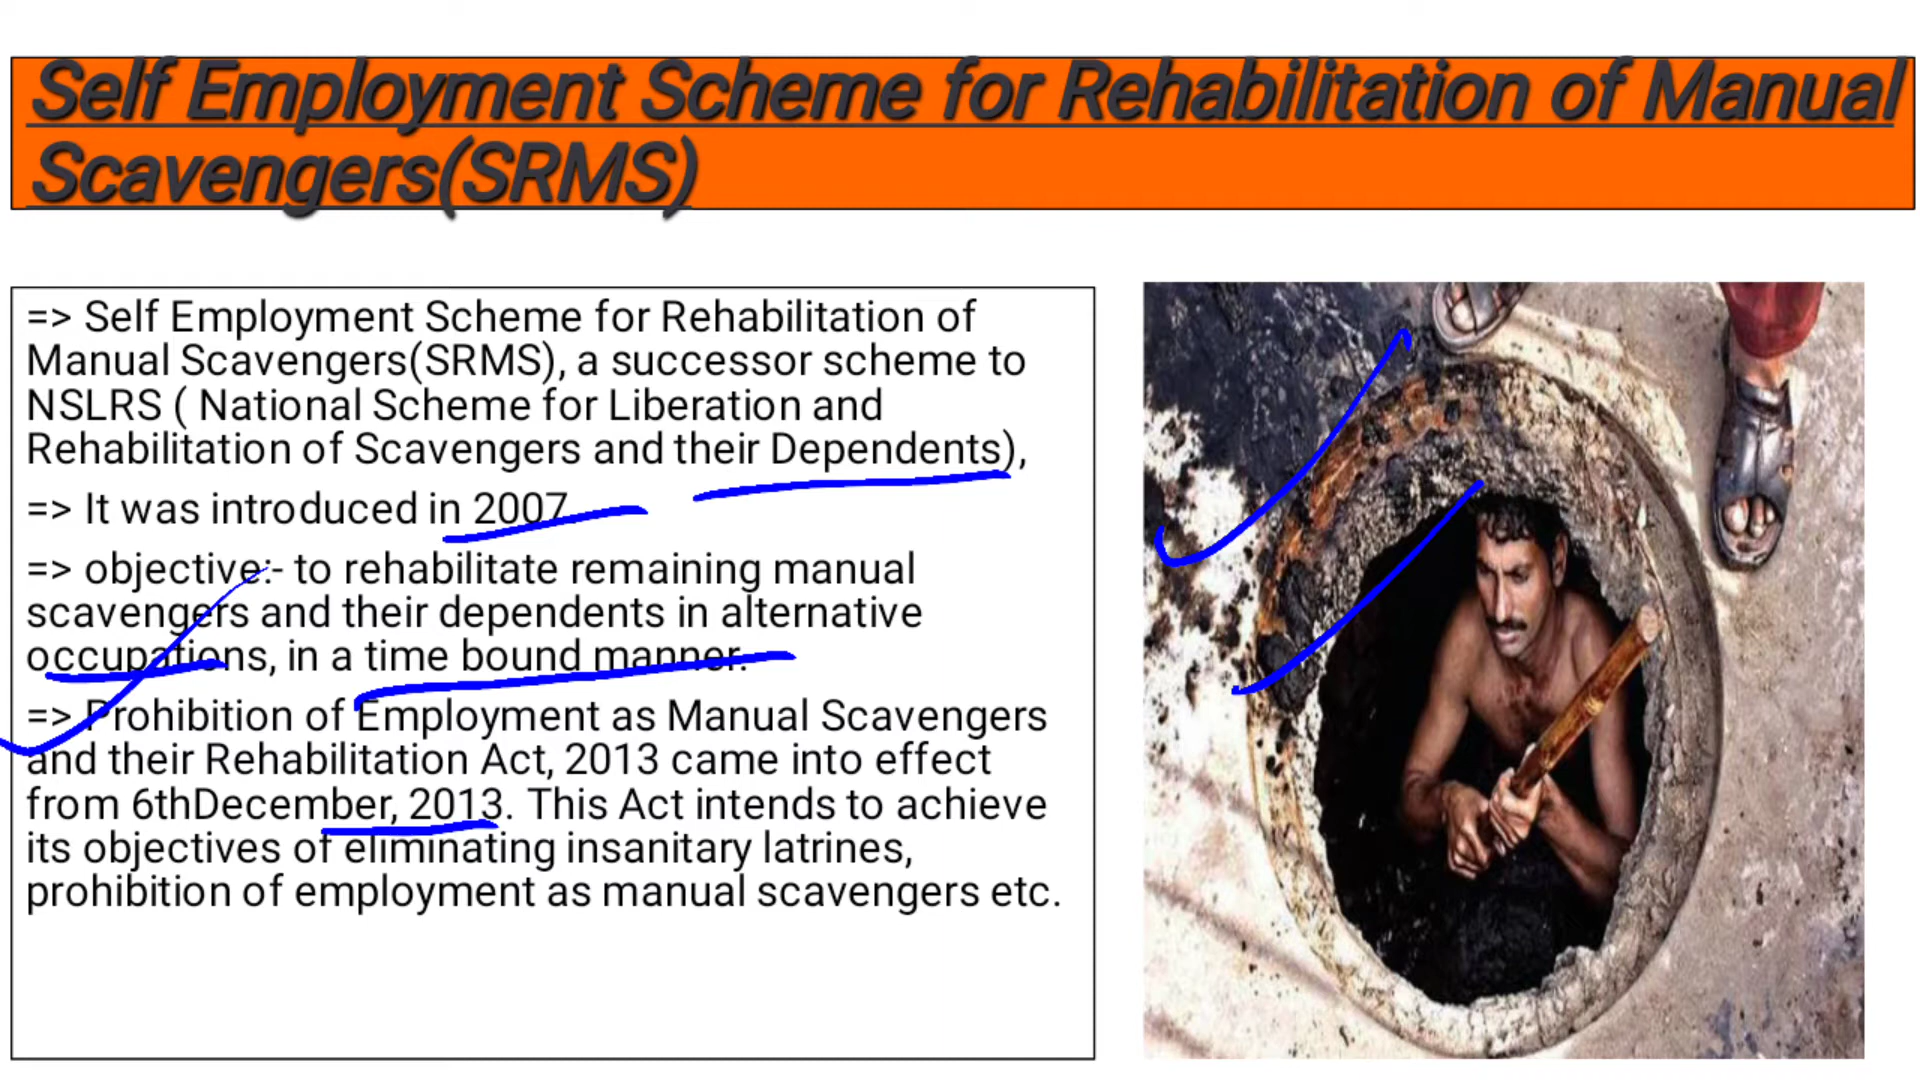 Self Employment Scheme for Rehabilitation of Manual
Scavengers(SRMS)
=> Self Employment Scheme for Rehabilitation of
Manual Scavengers(SRMS), a successor scheme to
NSLRS ( National Scheme for Liberation and
Rehabilitation of Scavengers and their Dependents),
=> It was introduced in 2007
=> objective:- to rehabilitate remaining manual
scavengers and their dependents in alternative
occupations, in a time bound manner.
=> Prohibition of Employment as Manual Scavengers
and their Rehabilitation Act, 2013 came into effect
from 6thDecember, 2013. This Act intends to achieve
its objectives of eliminating insanitary latrines,
prohibition of employment as manual scavengers etc.